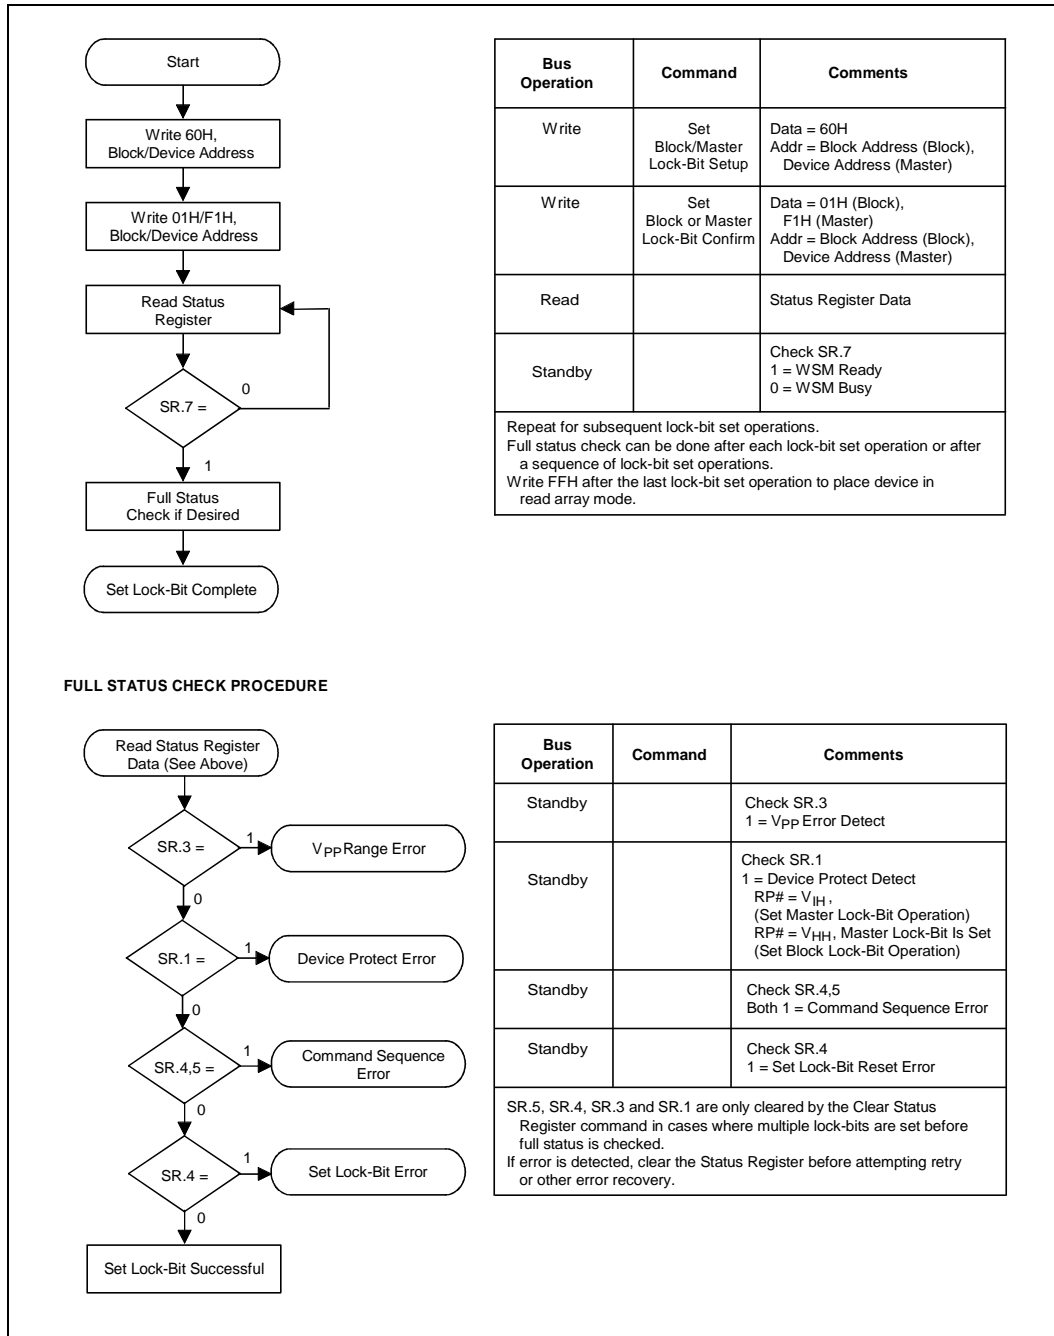 Start
Write 60H,
Block/Device Address
Write 01H/F1H,
Block/Device Address
Read Status
Register
SR.7 =
0
1
Full Status
Check if Desired
Set Lock-Bit Complete
Bus
Operation
Command
Comments
Write
Set
Block/Master
Lock-Bit Setup
Data = 60H
Addr = Block Address (Block),
Device Address (Master)
Write
Set
Block or Master
Lock-Bit Confirm
Data = 01H (Block),
F1H (Master)
Addr = Block Address (Block),
Device Address (Master)
Read
Status Register Data
Standby
Check SR.7
1 = WSM Ready
0 = WSM Busy
Repeat for subsequent lock-bit set operations.
Full status check can be done after each lock-bit set operation or after
a sequence of lock-bit set operations.
Write FFH after the last lock-bit set operation to place device in
read array mode.
FULL STATUS CHECK PROCEDURE
Read Status Register
Data (See Above)
SR.3 =
1
VPP Range Error
0
SR.1 =
1
Device Protect Error
0
SR.4,5 =
1
Command Sequence
Error
0
SR.4 =
1
Set Lock-Bit Error
0
Set Lock-Bit Successful
Bus
Operation
Command
Comments
Standby
Check SR.3
1 = VPP Error Detect
Standby
Check SR.1
1 = Device Protect Detect
RP# = VIH,
(Set Master Lock-Bit Operation)
RP# = VHH, Master Lock-Bit Is Set
(Set Block Lock-Bit Operation)
Standby
Check SR.4,5
Both 1 = Command Sequence Error
Standby
Check SR.4
1 = Set Lock-Bit Reset Error
SR.5, SR.4, SR.3 and SR.1 are only cleared by the Clear Status
Register command in cases where multiple lock-bits are set before
full status is checked.
If error is detected, clear the Status Register before attempting retry
or other error recovery.